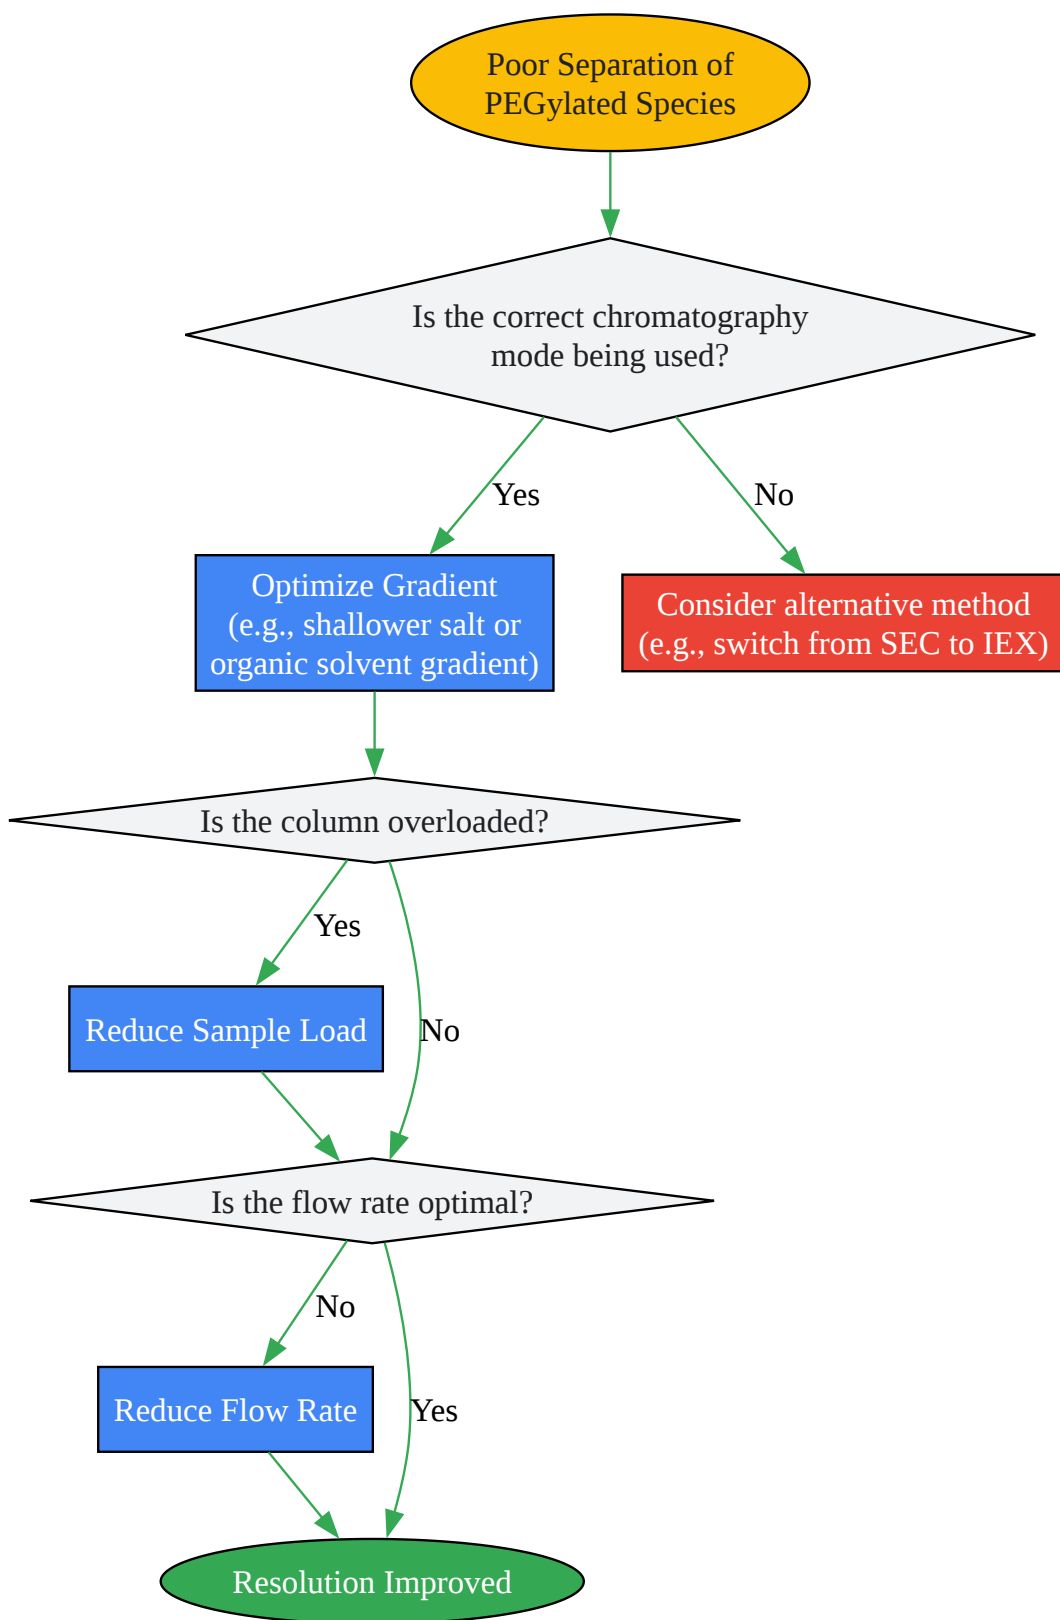 Poor Separation of
PEGylated Species
Is the correct chromatography
mode being used?
Yes
No
Optimize Gradient
(e.g., shallower salt or
organic solvent gradient)
Consider alternative method
(e.g., switch from SEC to IEX)
Is the column overloaded?
Yes
Reduce Sample Load
No
Is the flow rate optimal?
No
Reduce Flow Rate
Yes
Resolution Improved